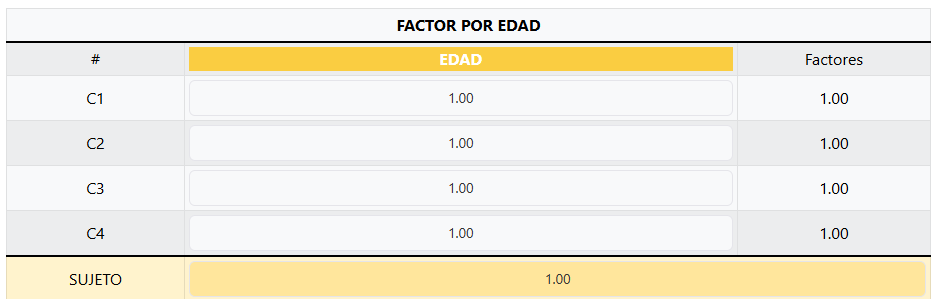 FACTOR POR EDAD
# EDAD Factores
C1 1.00 1.00
C2 1.00 1.00
C3 1.00 1.00
C4 1.00 1.00
SUJETO 1.00